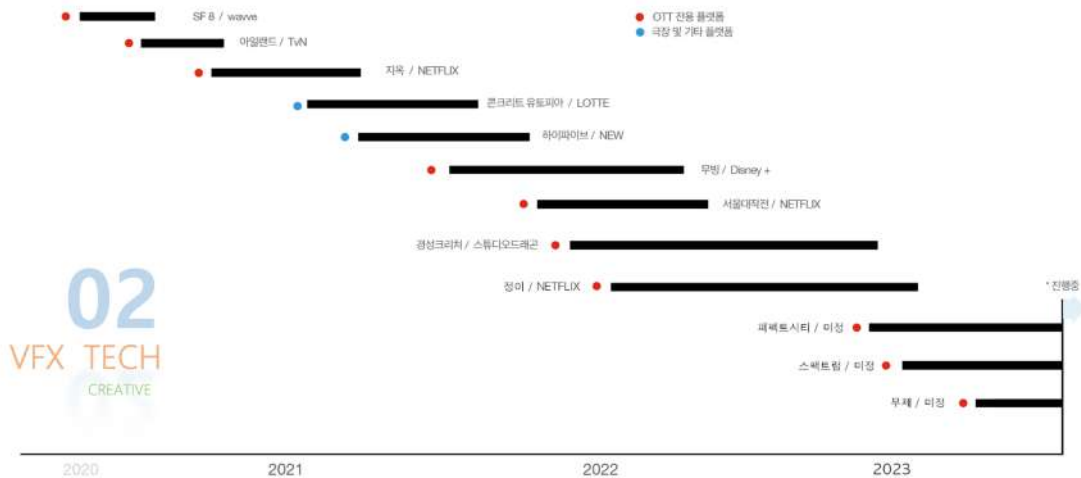 SF 8 / wavve
● OTT 전용 플랫폼
● 극장 및 기타 플랫폼
아일랜드 / TvN
지옥 / NETFLIX
콘크리트 유토피아 / LOTTE
하이파이브 / NEW
무빙 / Disney +
서울대작전 / NETFLIX
경성크리처 / 스튜디오드래곤
정이 / NETFLIX
* 진행중
02
VFX TECH
CREATIVE
퍼펙트시티 / 미정
스팩트럼 / 미정
무제 / 미정
2020
2021
2022
2023